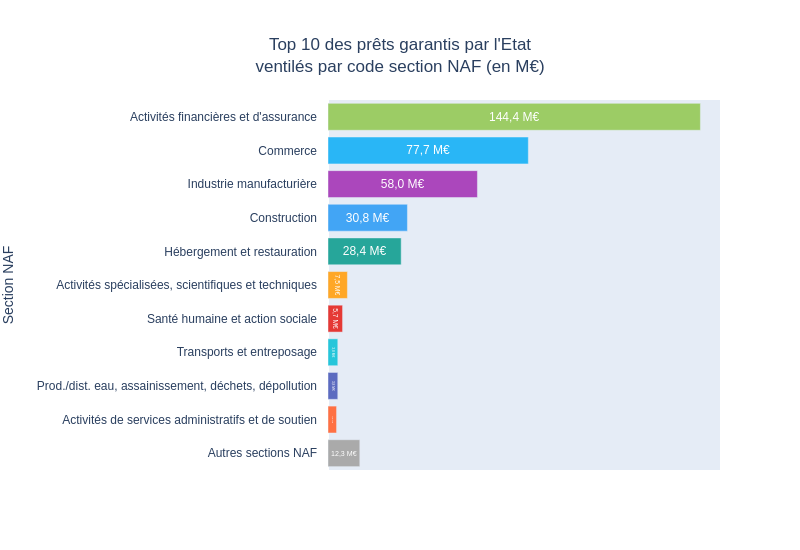 Top 10 des prêts garantis par l'Etat
ventilés par code section NAF (en M€)
Section NAF
Activités financières et d'assurance 144,4 M€
Commerce 77,7 M€
Industrie manufacturière 58,0 M€
Construction 30,8 M€
Hébergement et restauration 28,4 M€
Activités spécialisées, scientifiques et techniques 7,5 M€
Santé humaine et action sociale 5,7 M€
Transports et entreposage
Prod./dist. eau, assainissement, déchets, dépollution
Activités de services administratifs et de soutien
Autres sections NAF 12,3 M€